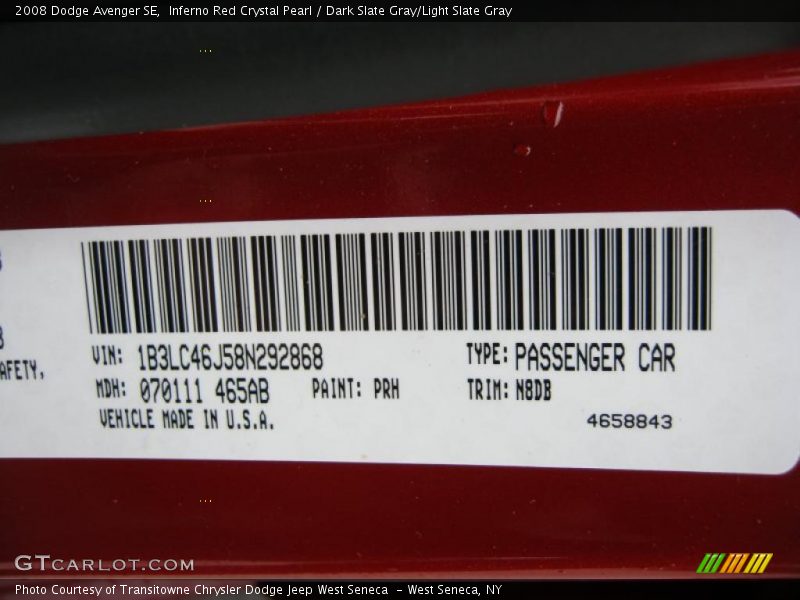 2008 Dodge Avenger SE,  Inferno Red Crystal Pearl / Dark Slate Gray/Light Slate Gray
AFETY,
VIN: 1B3LC46J58N292868 TYPE: PASSENGER CAR
MDH: 070111 465AB PAINT: PRH TRIM: N8DB
VEHICLE MADE IN U.S.A.
4658843
GTCARLOT.COM
Photo Courtesy of Transitowne Chrysler Dodge Jeep West Seneca  - West Seneca, NY